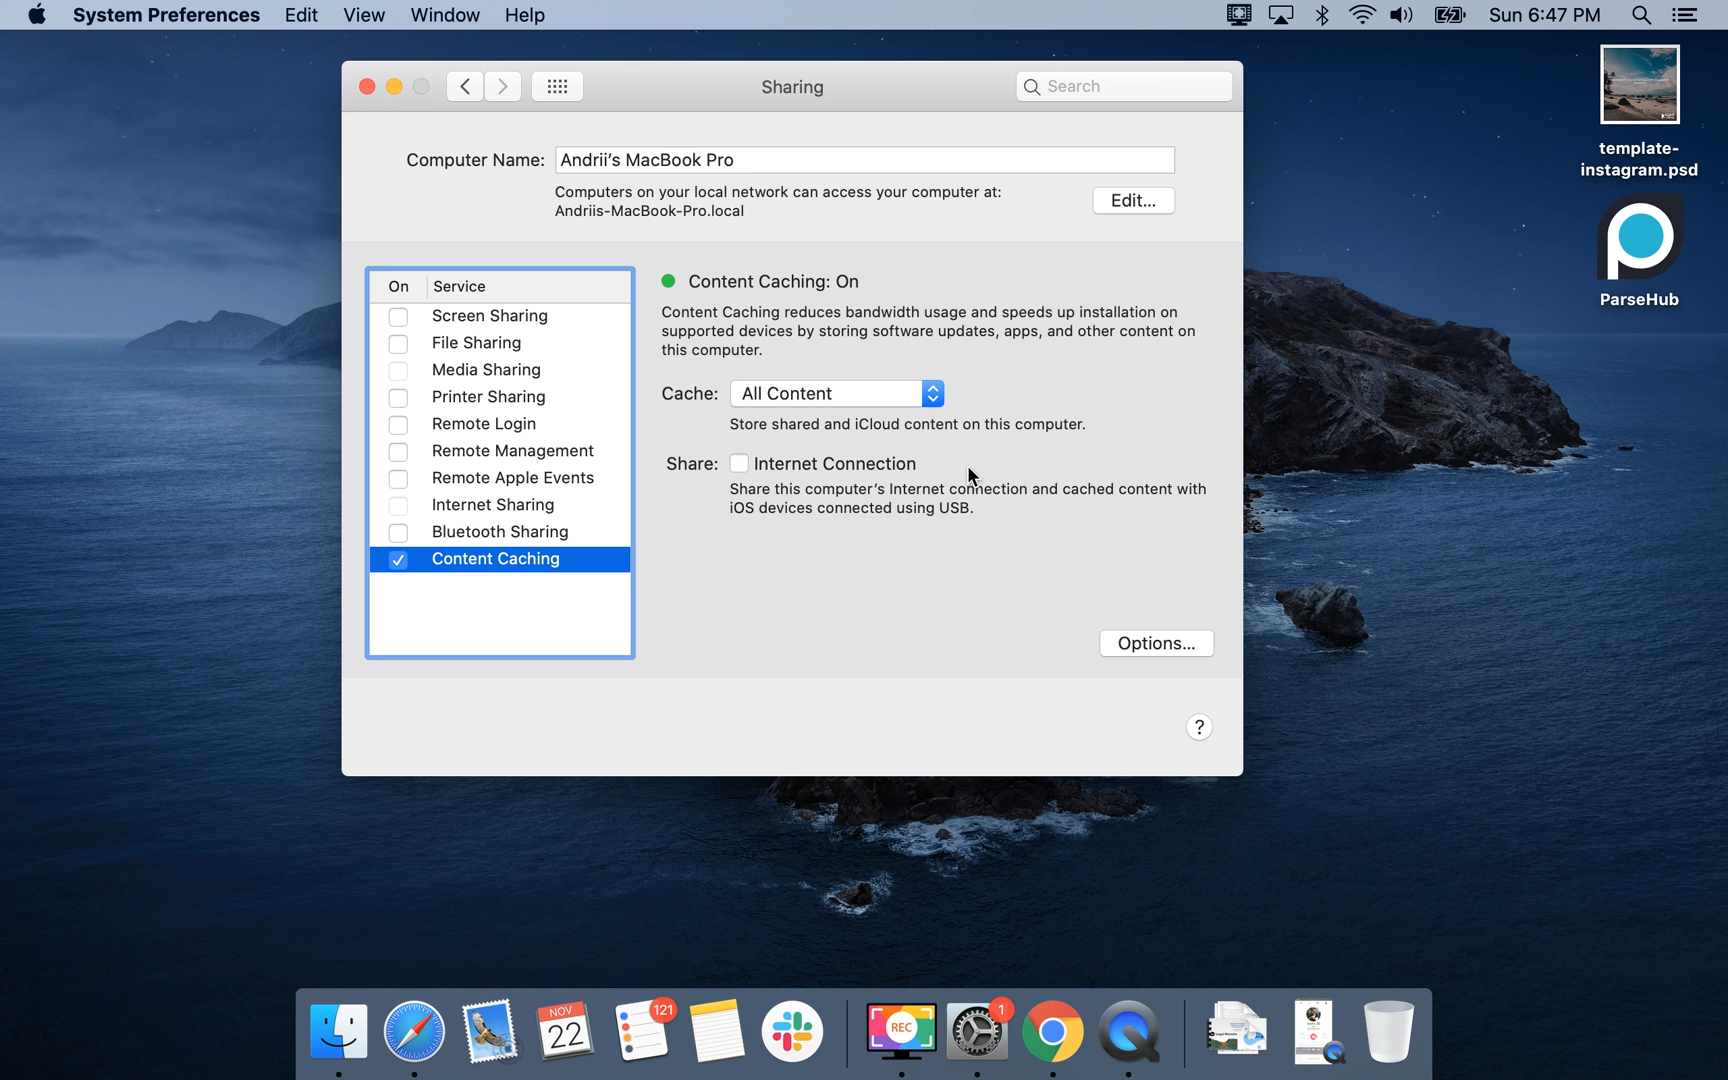 System Preferences Edit View Window Help Sun 6:47 PM
Sharing
Search
Computer Name: Andrii's MacBook Pro
Computers on your local network can access your computer at:
Andriis-MacBook-Pro.local
Edit...
On Service
Screen Sharing
File Sharing
Media Sharing
Printer Sharing
Remote Login
Remote Management
Remote Apple Events
Internet Sharing
Bluetooth Sharing
Content Caching
Content Caching: On
Content Caching reduces bandwidth usage and speeds up installation on
supported devices by storing software updates, apps, and other content on
this computer.
Cache: All Content
Store shared and iCloud content on this computer.
Share: Internet Connection
Share this computer's Internet connection and cached content with
iOS devices connected using USB.
Options...
?
template-
instagram.psd
ParseHub
NOV
22
121
REC
1